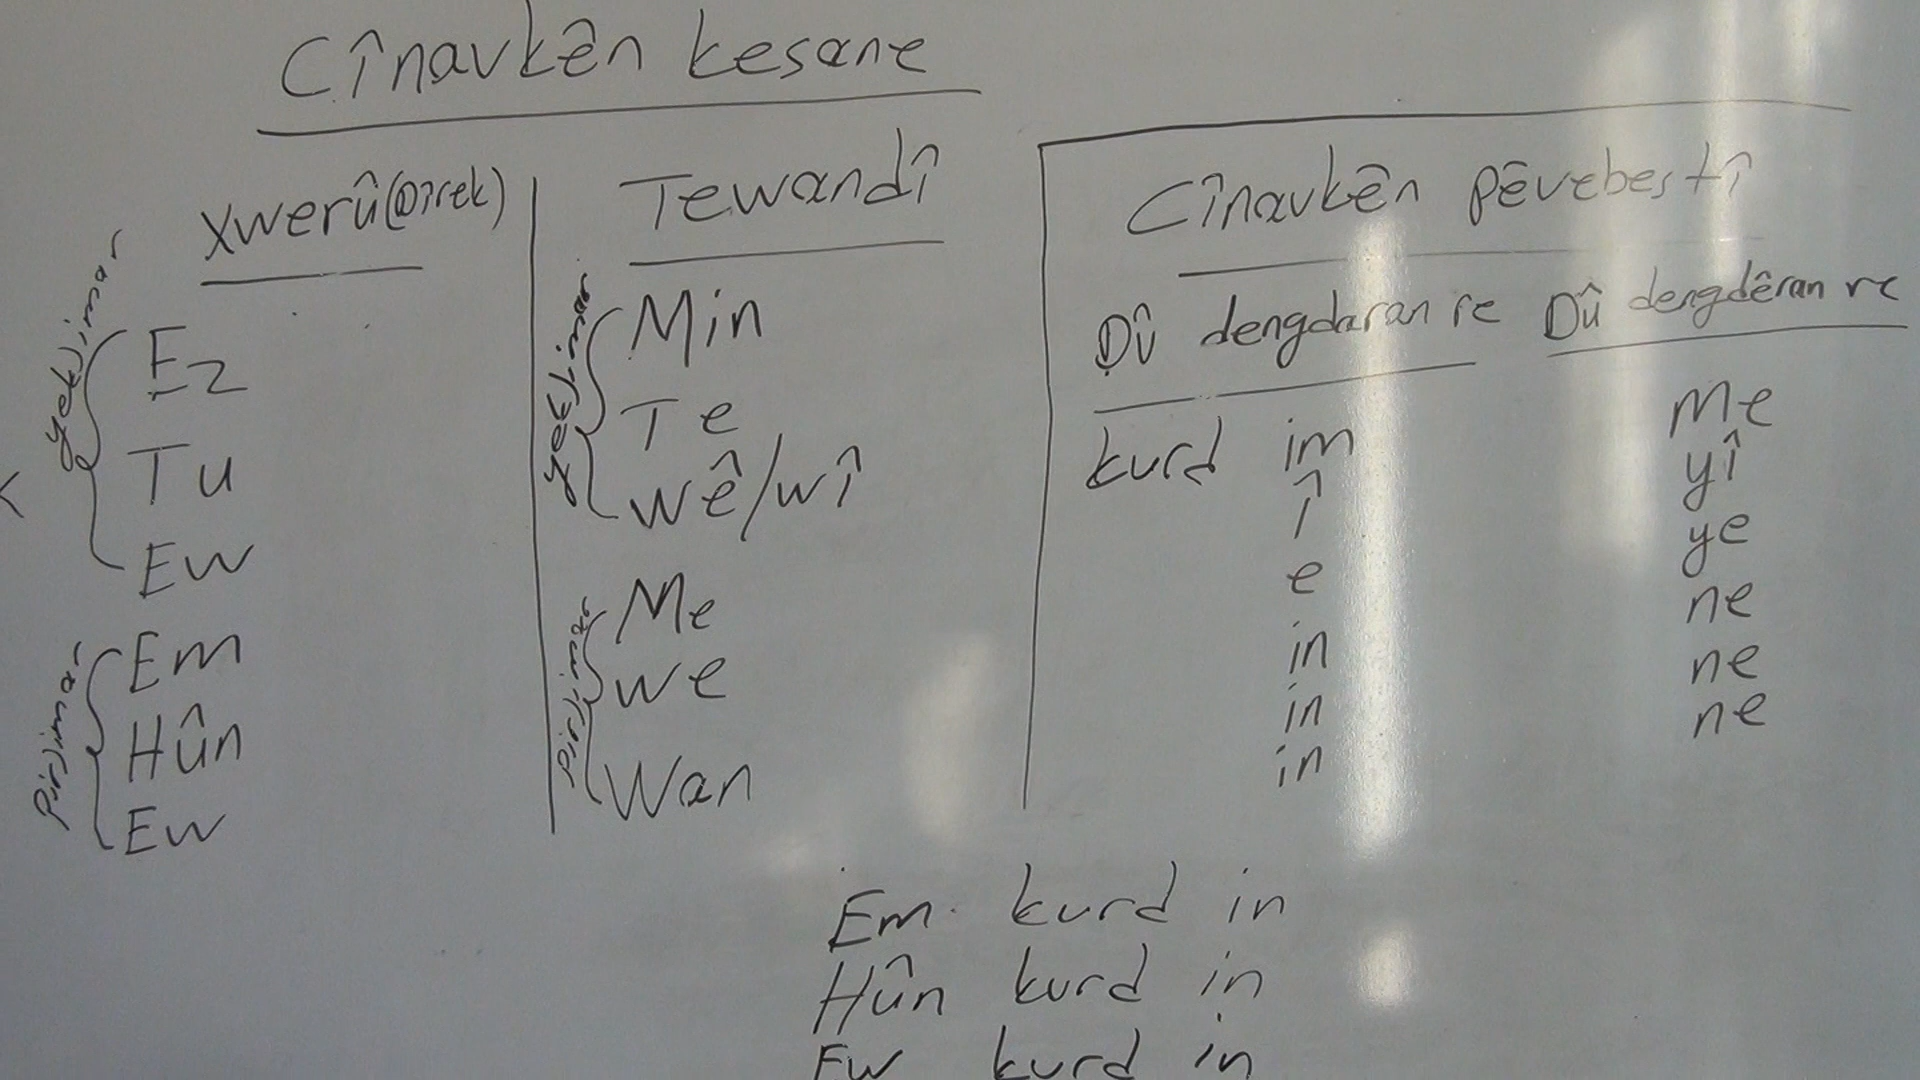 Cînavkên kesane
Xwerû(Dîrek)
yekjimar
Ez
Tu
Ew
pirjimar
Em
Hûn
Ew
Tewandî
yekjimar
Min
Te
wê/wî
pirjimar
Me
we
Wan
Cînavkên pêvebestî
Dû dengdaran re
kurd im
î
e
in
in
in
Dû dengdêran re
me
yî
ye
ne
ne
ne
Em kurd in
Hûn kurd in
Ew kurd in